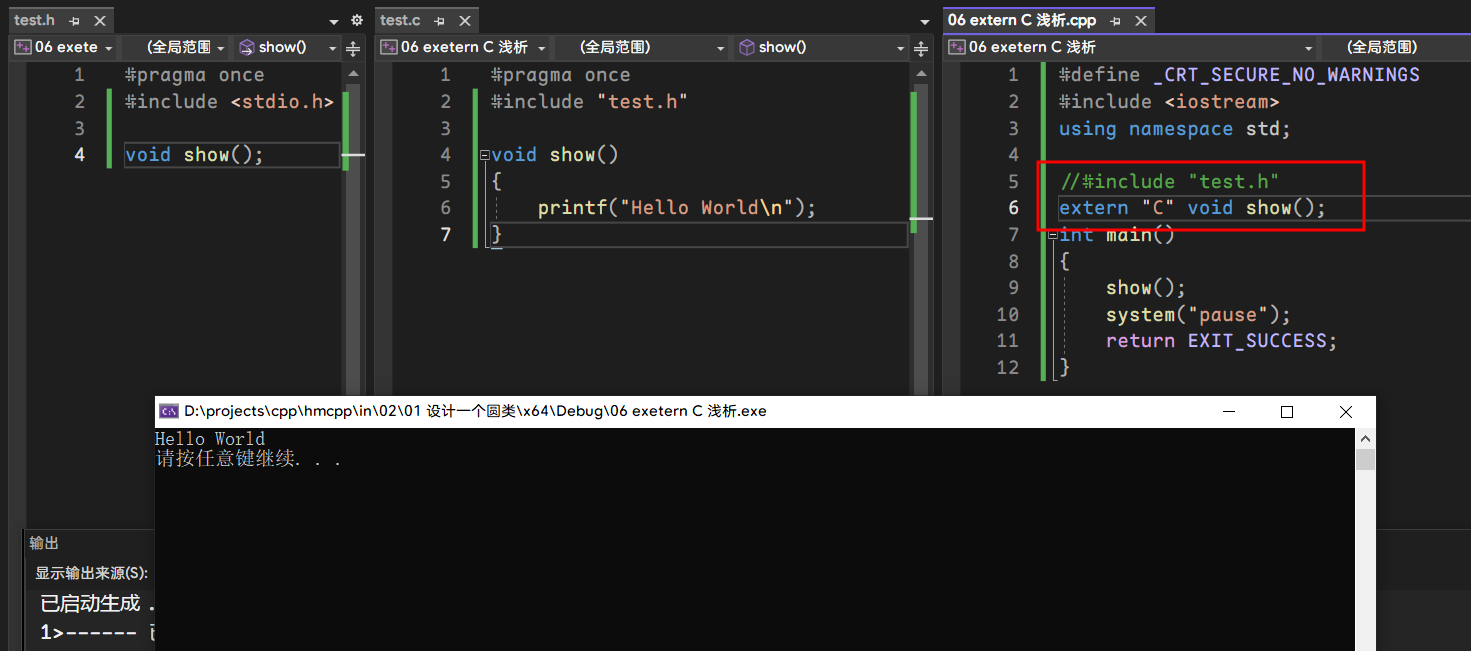 test.h
test.c
06 extern C 浅析.cpp
06 exete
(全局范围
show()
06 exetern C 浅析
(全局范围)
show()
06 exetern C 浅析
(全局范围)
1 #pragma once
2 #include <stdio.h>
3
4 void show();
1 #pragma once
2 #include "test.h"
3
4 void show()
5 {
6 printf("Hello World\n");
7 }
1 #define _CRT_SECURE_NO_WARNINGS
2 #include <iostream>
3 using namespace std;
4
5 //#include "test.h"
6 extern "C" void show();
7 int main()
8 {
9 show();
10 system("pause");
11 return EXIT_SUCCESS;
12 }
D:\projects\cpp\hmcpp\in\02\01 设计一个圆类\x64\Debug\06 exetern C 浅析.exe
Hello World
请按任意键继续. . .
输出
显示输出来源(S):
已启动生成 .
1>------